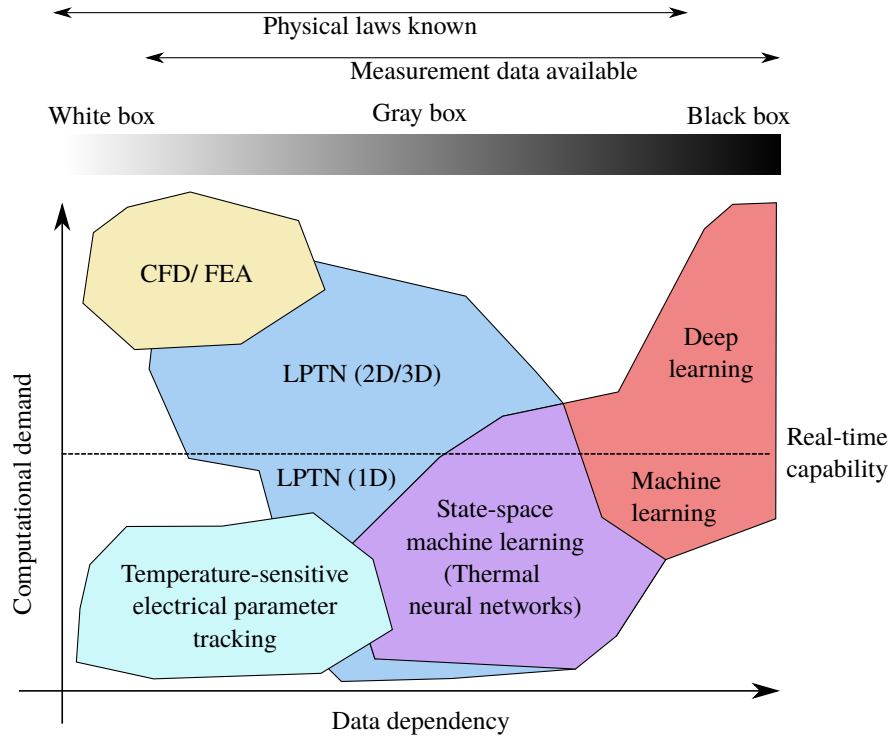 Physical laws known
Measurement data available
White box
Gray box
Black box
CFD/ FEA
LPTN (2D/3D)
Deep
learning
Real-time
capability
LPTN (1D)
Machine
learning
State-space
machine learning
(Thermal
neural networks)
Temperature-sensitive
electrical parameter
tracking
Computational demand
Data dependency